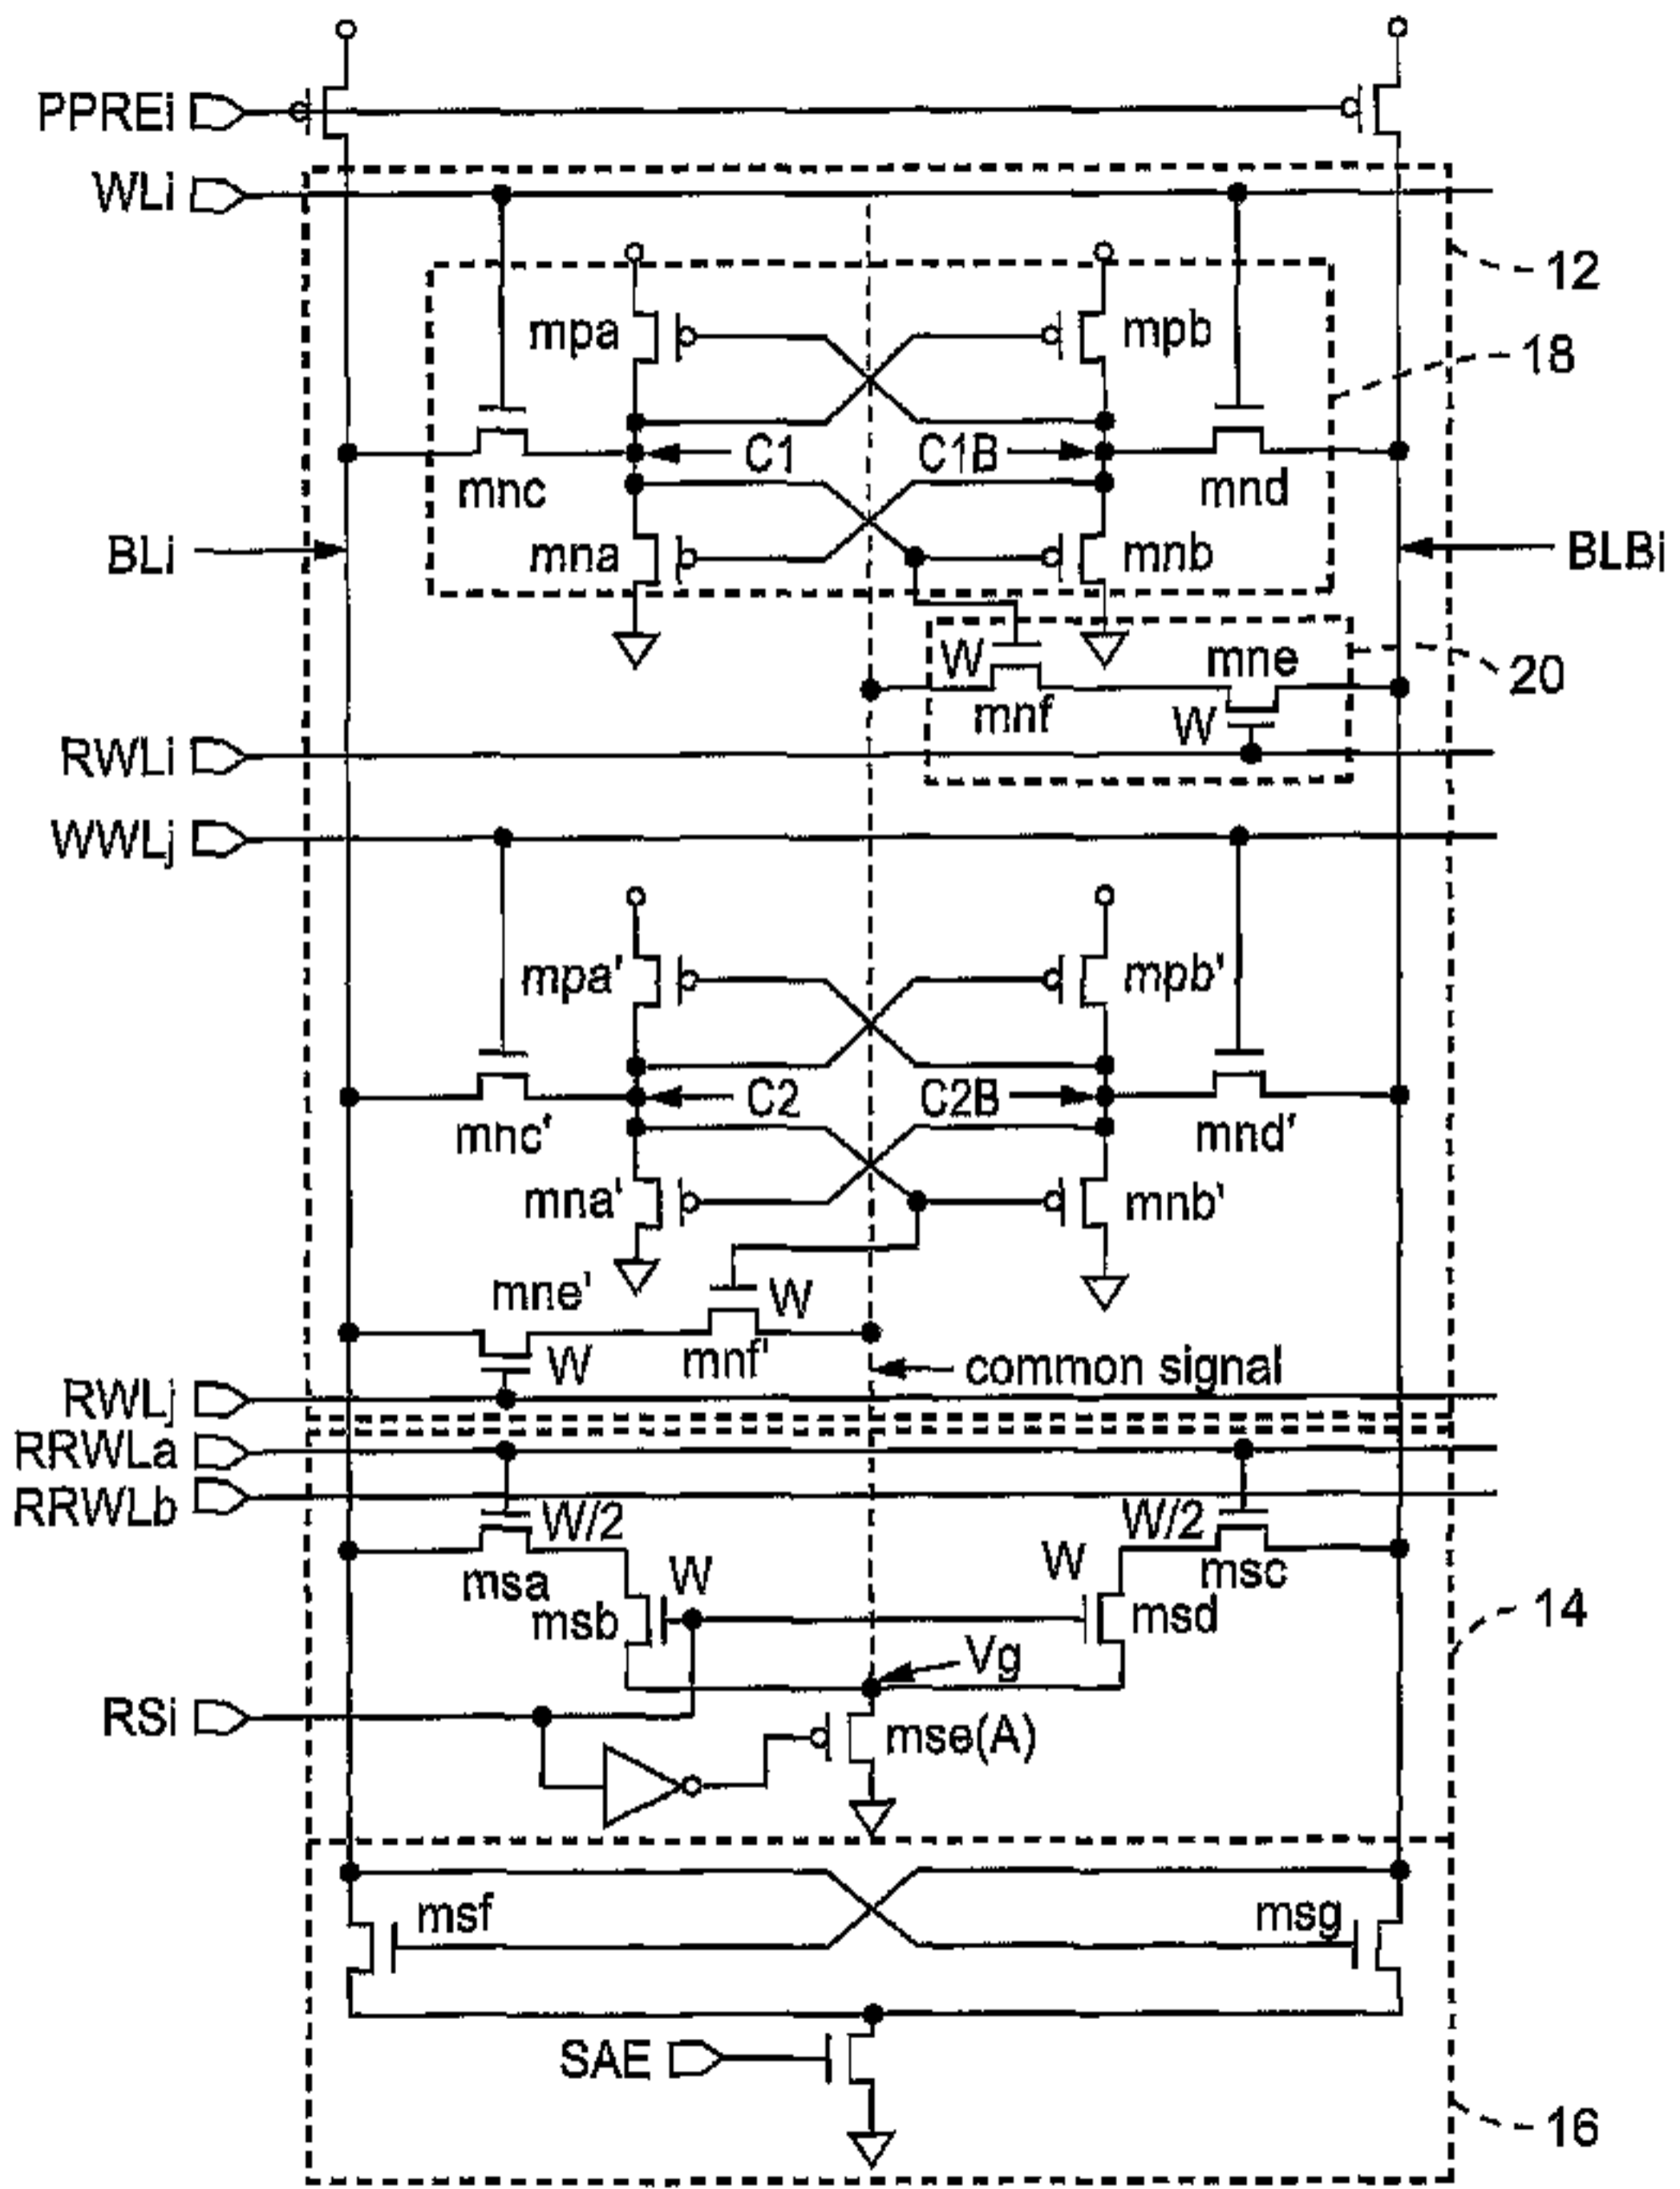 PPREi
WLi
12
mpa
mpb
18
C1
C1B
mnc
mnd
BLi
mna
mnb
BLBi
W
mne
20
mnf
W
RWLi
WWLj
mpa'
mpb'
C2
C2B
mnc'
mnd'
mna'
mnb'
mne'
W
W
mnf'
common signal
RWLj
RRWLa
RRWLb
W/2
W/2
msa
W
W
msc
msb
msd
14
Vg
RSi
mse(A)
msf
msg
SAE
16